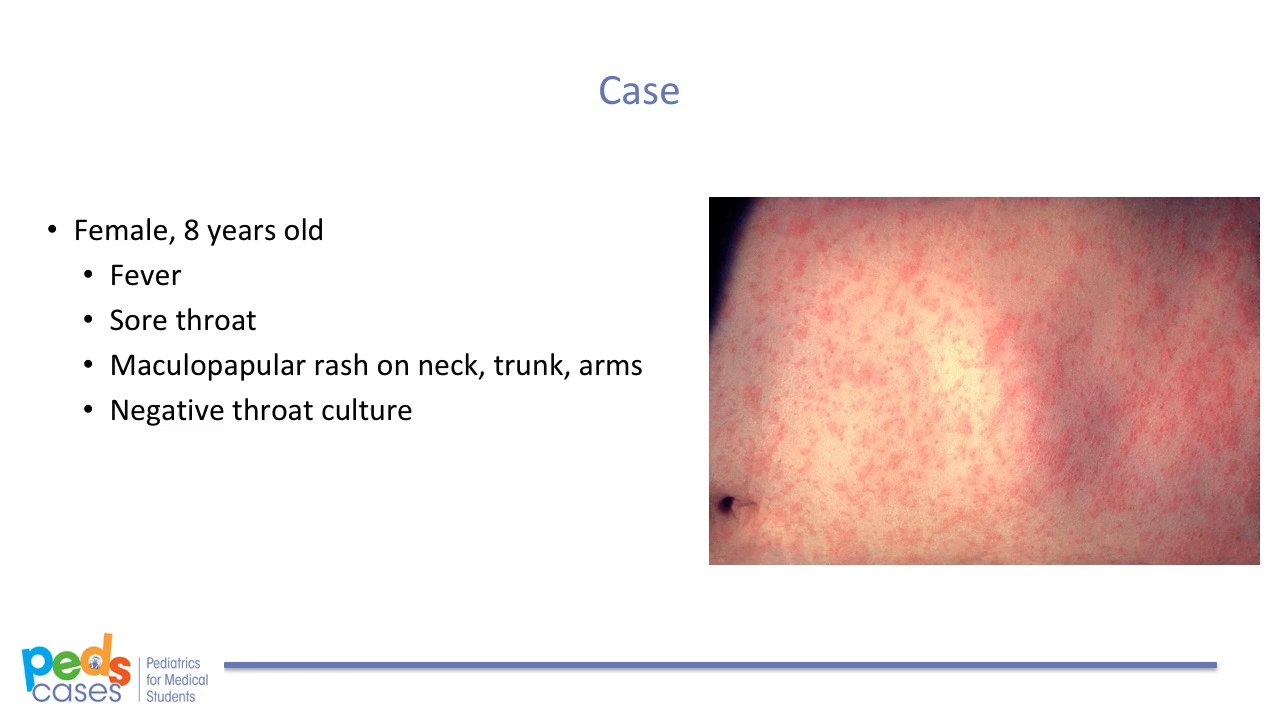 Case
• Female, 8 years old
• Fever
• Sore throat
• Maculopapular rash on neck, trunk, arms
• Negative throat culture
peds
cases
Pediatrics
for Medical
Students